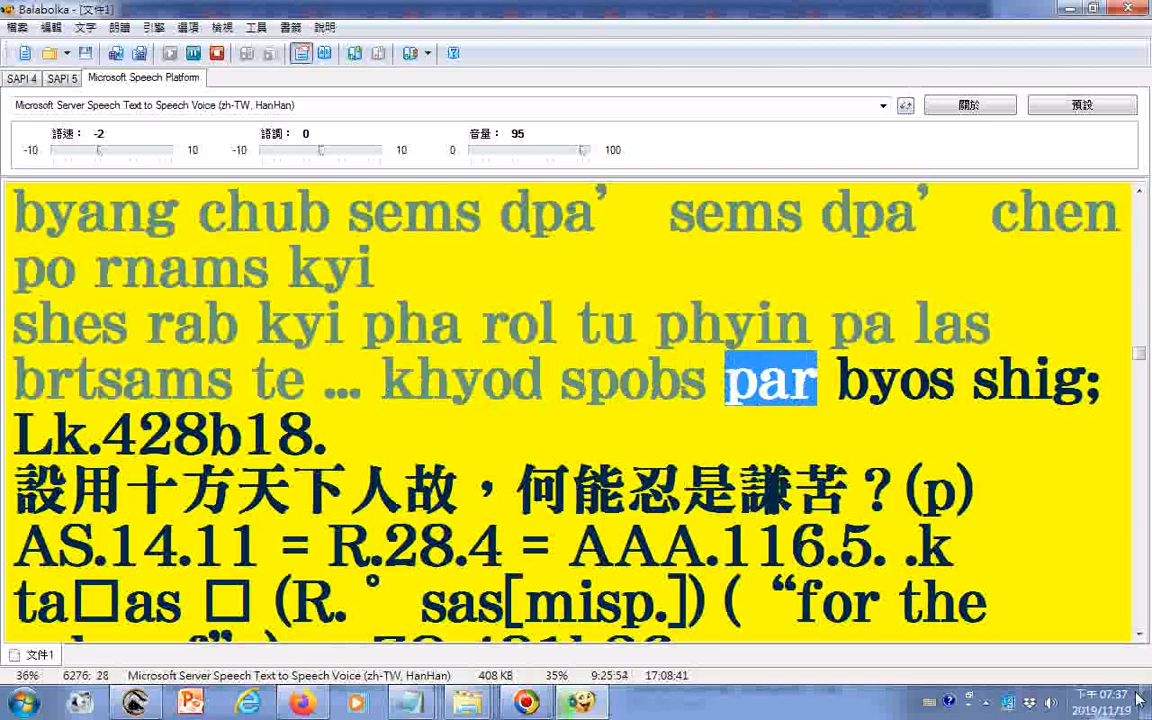 Balabolka - [文件1]
檔案 編輯 文字 朗讀 引擎 選項 檢視 工具 書籤 說明
SAPI 4 SAPI 5 Microsoft Speech Platform
Microsoft Server Speech Text to Speech Voice (zh-TW, HanHan)
關於
預設
語速： -2 語調： 0 音量： 95
-10 10 -10 10 0 100
byang chub sems dpa’ sems dpa’ chen
po rnams kyi
shes rab kyi pha rol tu phyin pa las
brtsams te ... khyod spobs par byos shig;
Lk.428b18.
設用十方天下人故，何能忍是謙苦？(p)
AS.14.11 = R.28.4 = AAA.116.5. .k
ta□as □ (R.° sas[misp.]) (“for the
文件1
36% 6276: 28 Microsoft Server Speech Text to Speech Voice (zh-TW, HanHan) 408 KB 35% 9:25:54 17:08:41
下午 07:37
2019/11/19